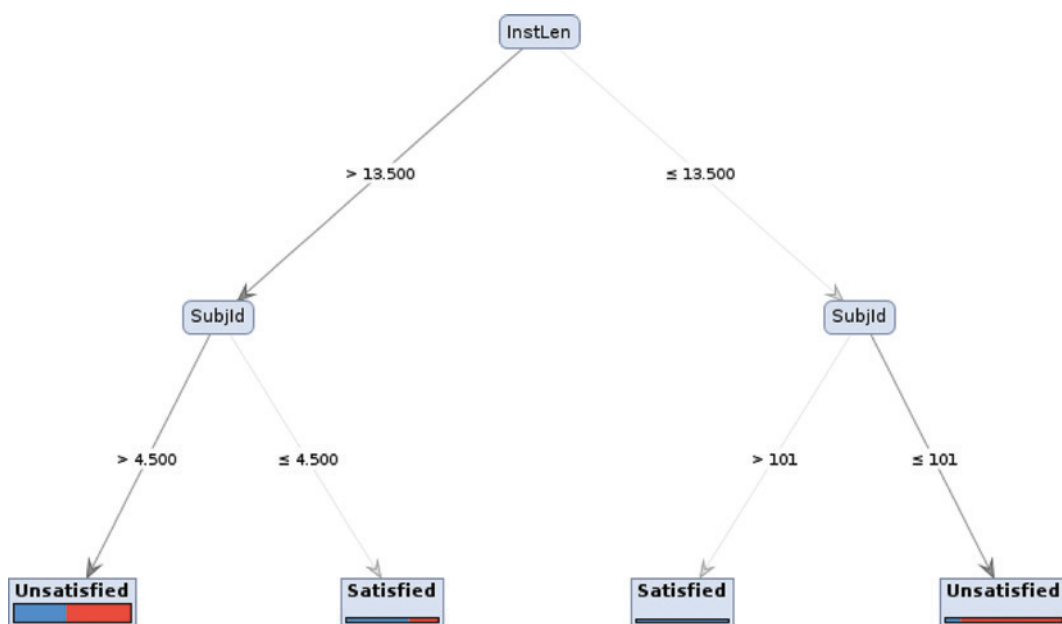 InstLen
> 13.500
≤ 13.500
SubjId
SubjId
> 4.500
≤ 4.500
> 101
≤ 101
Unsatisfied
Satisfied
Satisfied
Unsatisfied